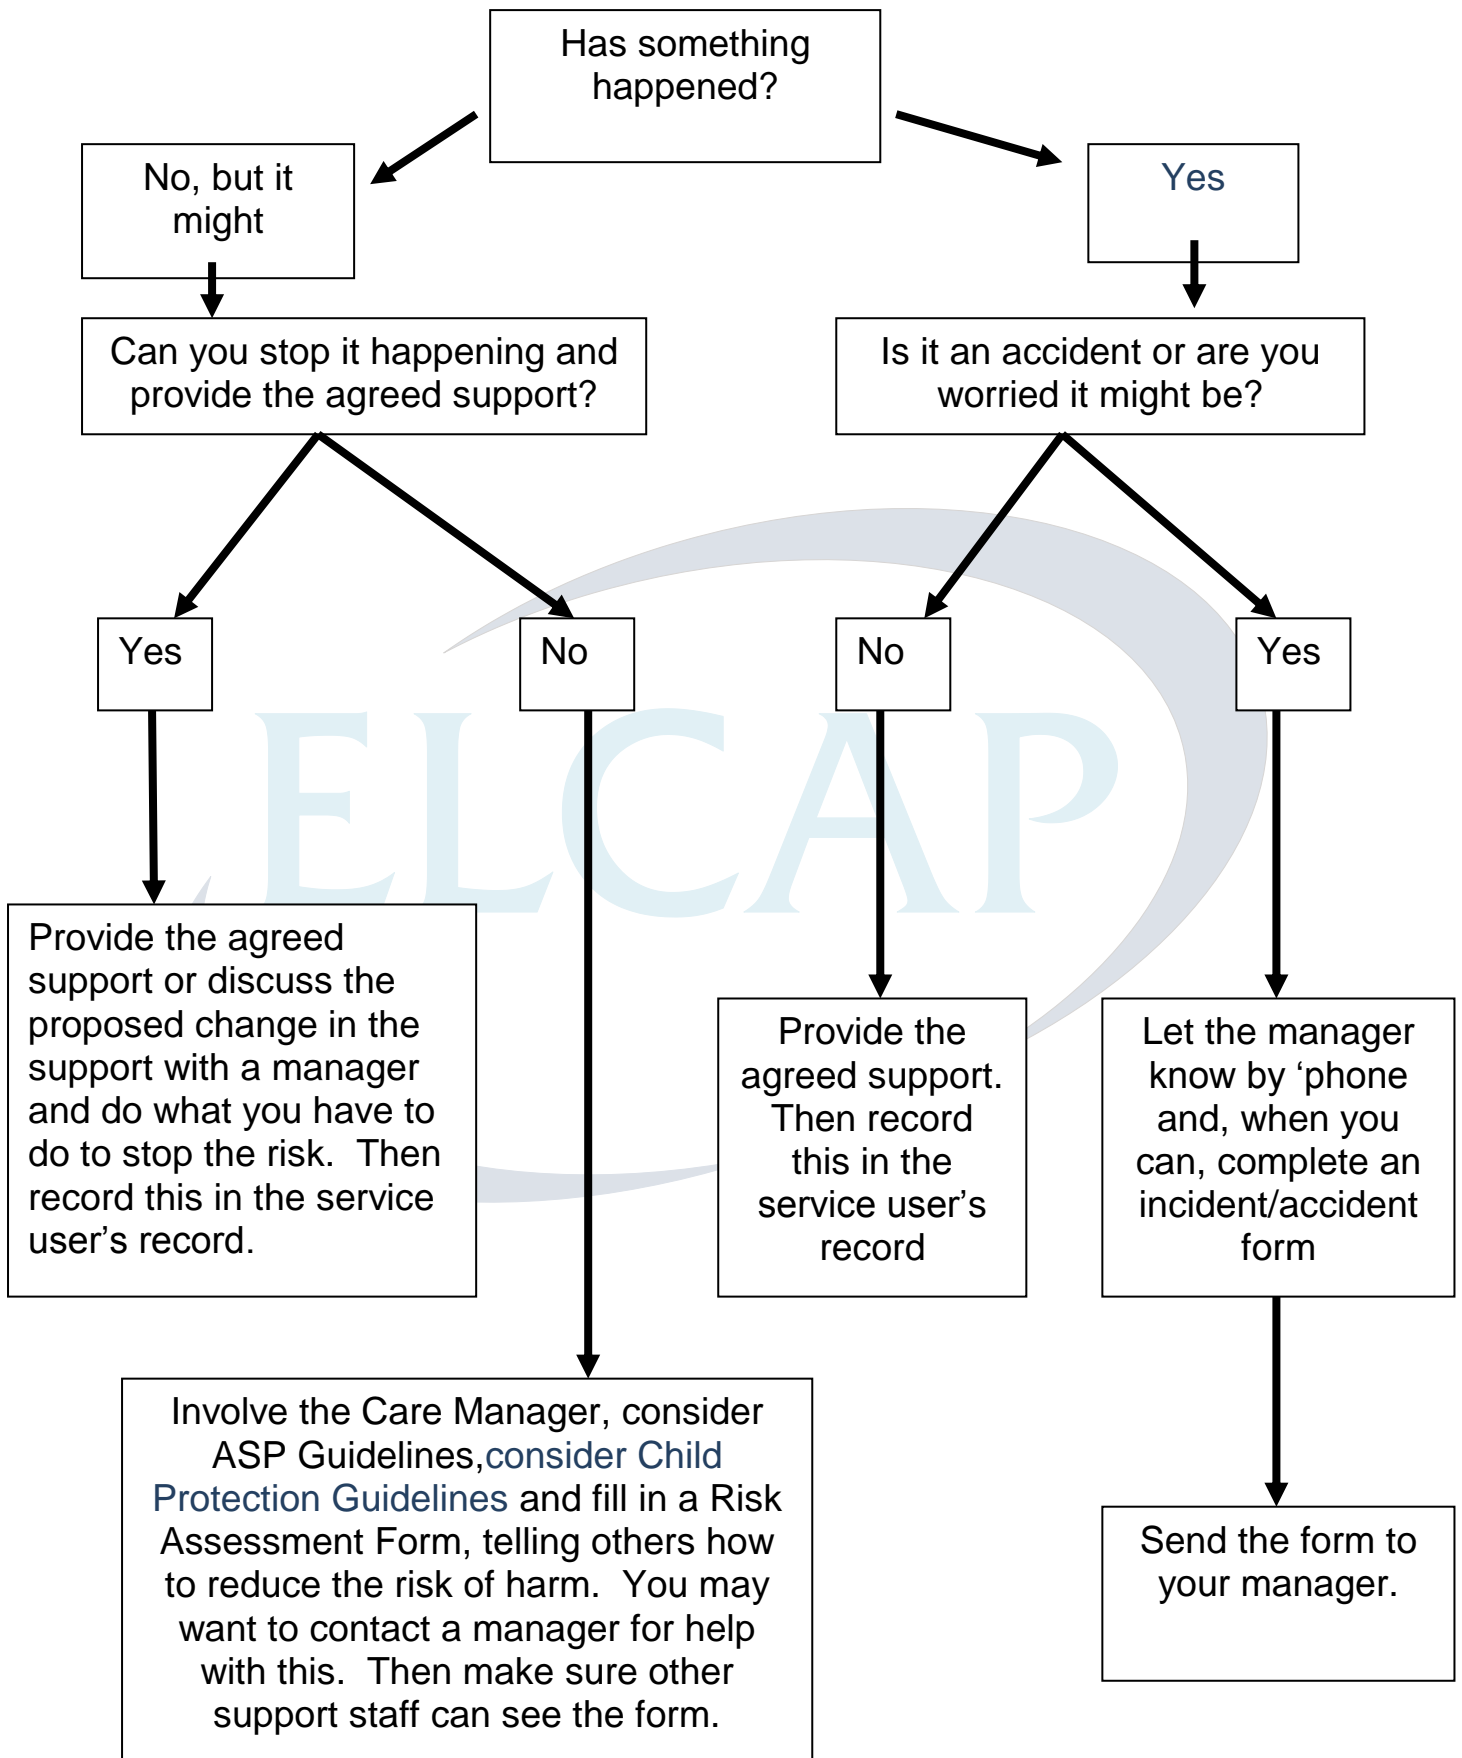 Has something
happened?
No, but it
might
Yes
Can you stop it happening and
provide the agreed support?
Is it an accident or are you
worried it might be?
Yes
No
No
Yes
ELCAP
Provide the agreed
support or discuss the
proposed change in the
support with a manager
and do what you have to
do to stop the risk.  Then
record this in the service
user’s record.
Provide the
agreed support.
Then record
this in the
service user’s
record
Let the manager
know by ‘phone
and, when you
can, complete an
incident/accident
form
Involve the Care Manager, consider
ASP Guidelines,consider Child
Protection Guidelines and fill in a Risk
Assessment Form, telling others how
to reduce the risk of harm.  You may
want to contact a manager for help
with this.  Then make sure other
support staff can see the form.
Send the form to
your manager.